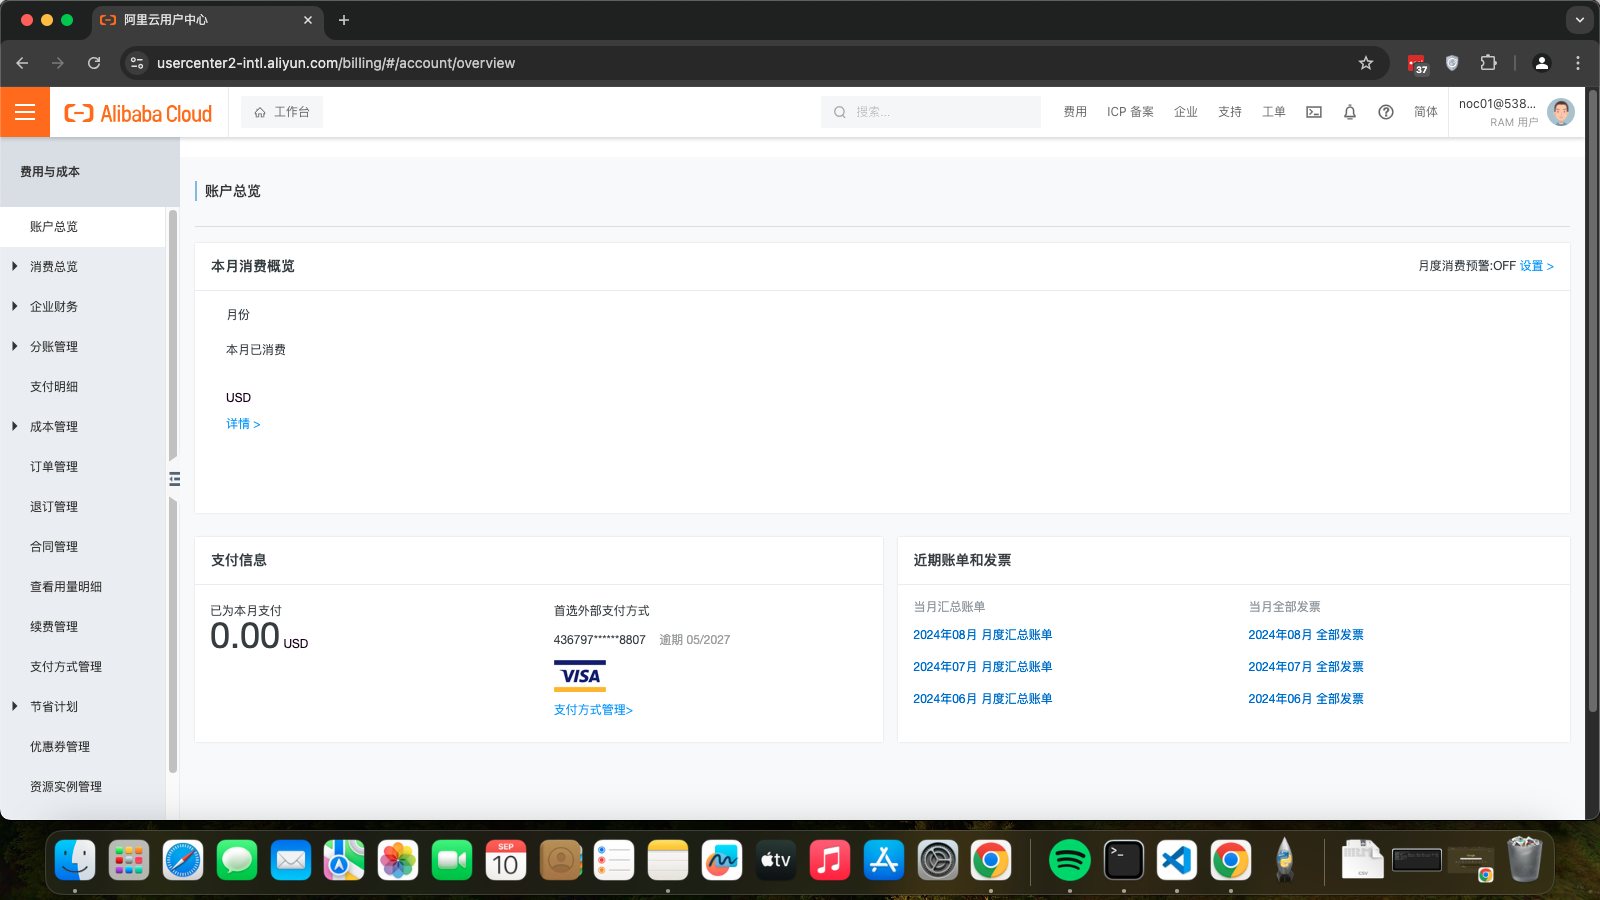 阿里云用户中心
usercenter2-intl.aliyun.com/billing/#/account/overview
37
Alibaba Cloud
工作台
搜索...
费用
ICP 备案
企业
支持
工单
简体
noc01@538...
RAM 用户
费用与成本
账户总览
消费总览
企业财务
分账管理
支付明细
成本管理
订单管理
退订管理
合同管理
查看用量明细
续费管理
支付方式管理
节省计划
优惠券管理
资源实例管理
账户总览
本月消费概览
月度消费预警:OFF 设置 >
月份
本月已消费
USD
详情 >
支付信息
已为本月支付
0.00 USD
首选外部支付方式
436797******8807 逾期 05/2027
VISA
支付方式管理>
近期账单和发票
当月汇总账单
2024年08月 月度汇总账单
2024年07月 月度汇总账单
2024年06月 月度汇总账单
当月全部发票
2024年08月 全部发票
2024年07月 全部发票
2024年06月 全部发票
SEP
10
tv
CSV